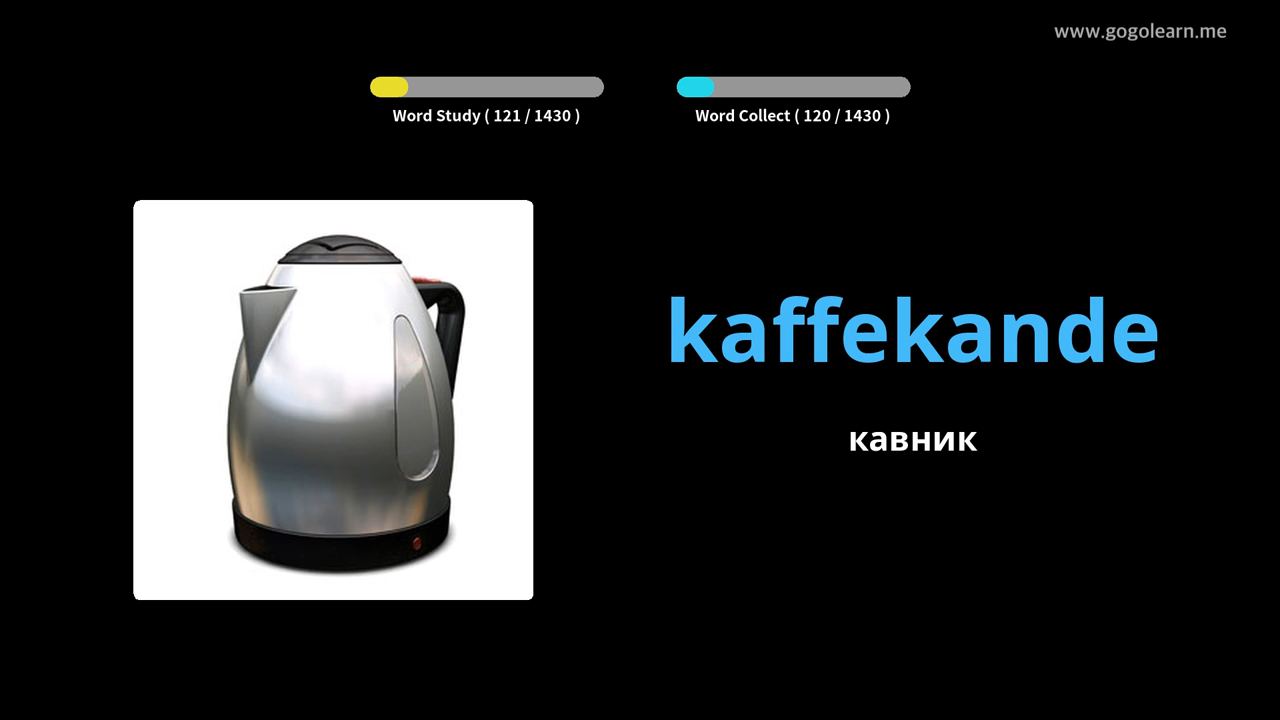 www.gogolearn.me
Word Study ( 121 / 1430 )
Word Collect ( 120 / 1430 )
kaffekande
кавник